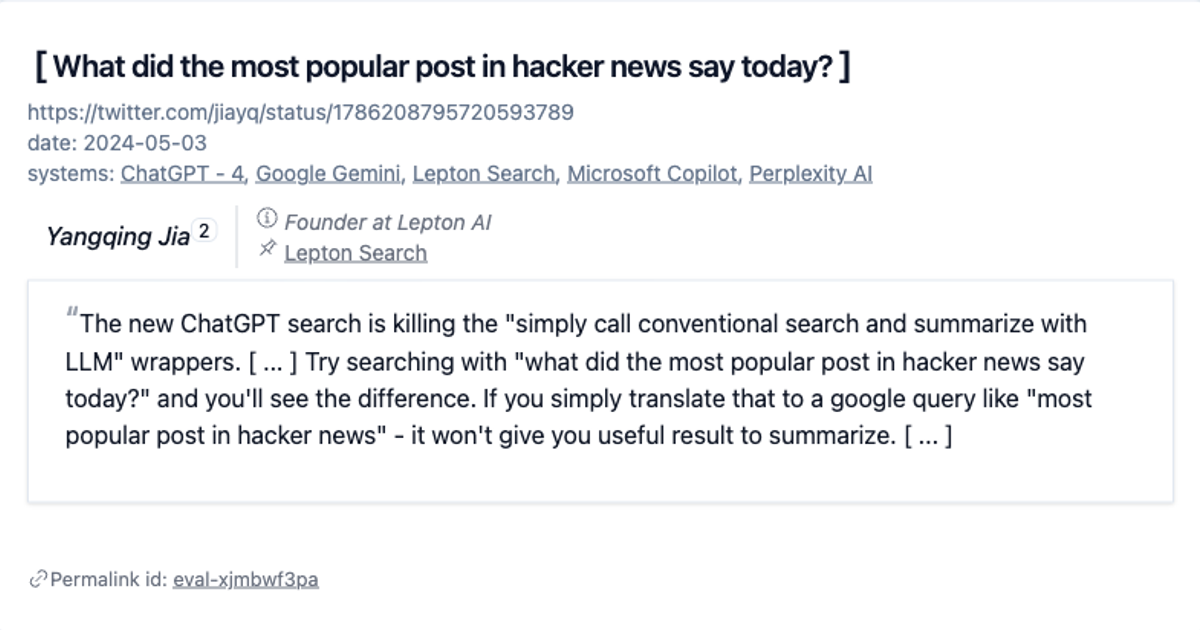 [ What did the most popular post in hacker news say today? ]
https://twitter.com/jiayq/status/1786208795720593789
date: 2024-05-03
systems: ChatGPT - 4, Google Gemini, Lepton Search, Microsoft Copilot, Perplexity AI
Yangqing Jia 2
Founder at Lepton AI
Lepton Search
"The new ChatGPT search is killing the "simply call conventional search and summarize with
LLM" wrappers. [ ... ] Try searching with "what did the most popular post in hacker news say
today?" and you'll see the difference. If you simply translate that to a google query like "most
popular post in hacker news" - it won't give you useful result to summarize. [ ... ]
Permalink id: eval-xjmbwf3pa